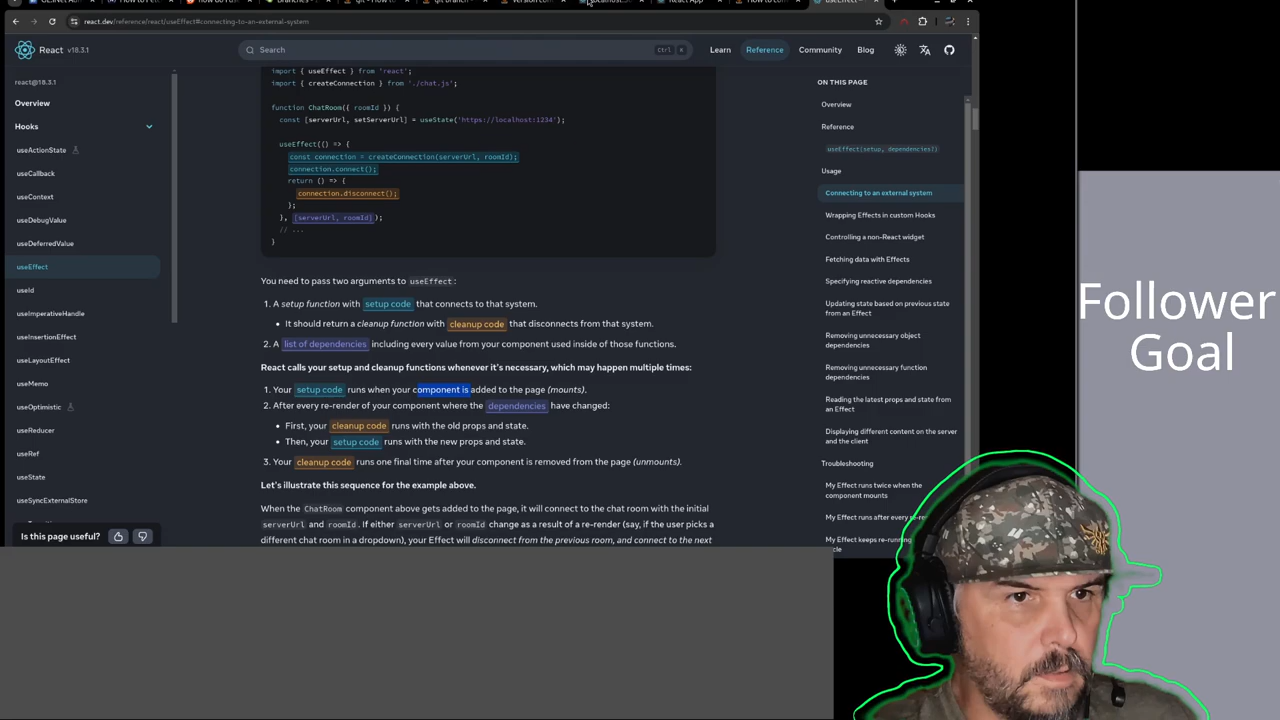 react.dev/reference/react/useEffect#connecting-to-an-external-system
React v18.3.1
Search
Ctrl K
Learn Reference Community Blog
react@18.3.1
Overview
Hooks
useActionState
useCallback
useContext
useDebugValue
useDeferredValue
useEffect
useId
useImperativeHandle
useInsertionEffect
useLayoutEffect
useMemo
useOptimistic
useReducer
useRef
useState
useSyncExternalStore
Is this page useful?
import { useEffect } from 'react';
import { createConnection } from './chat.js';
function ChatRoom({ roomId }) {
const [serverUrl, setServerUrl] = useState('https://localhost:1234');
useEffect(() => {
const connection = createConnection(serverUrl, roomId);
connection.connect();
return () => {
connection.disconnect();
};
}, [serverUrl, roomId]);
// ...
}
You need to pass two arguments to useEffect:
1. A setup function with setup code that connects to that system.
• It should return a cleanup function with cleanup code that disconnects from that system.
2. A list of dependencies including every value from your component used inside of those functions.
React calls your setup and cleanup functions whenever it's necessary, which may happen multiple times:
1. Your setup code runs when your component is added to the page (mounts).
2. After every re-render of your component where the dependencies have changed:
• First, your cleanup code runs with the old props and state.
• Then, your setup code runs with the new props and state.
3. Your cleanup code runs one final time after your component is removed from the page (unmounts).
Let's illustrate this sequence for the example above.
When the ChatRoom component above gets added to the page, it will connect to the chat room with the initial
serverUrl and roomId. If either serverUrl or roomId change as a result of a re-render (say, if the user picks a
different chat room in a dropdown), your Effect will disconnect from the previous room, and connect to the next
ON THIS PAGE
Overview
Reference
useEffect(setup, dependencies?)
Usage
Connecting to an external system
Wrapping Effects in custom Hooks
Controlling a non-React widget
Fetching data with Effects
Specifying reactive dependencies
Updating state based on previous state
from an Effect
Removing unnecessary object
dependencies
Removing unnecessary function
dependencies
Reading the latest props and state from
an Effect
Displaying different content on the server
and the client
Troubleshooting
My Effect runs twice when the
component mounts
My Effect runs after every
My Effect keeps
Follower
Goal